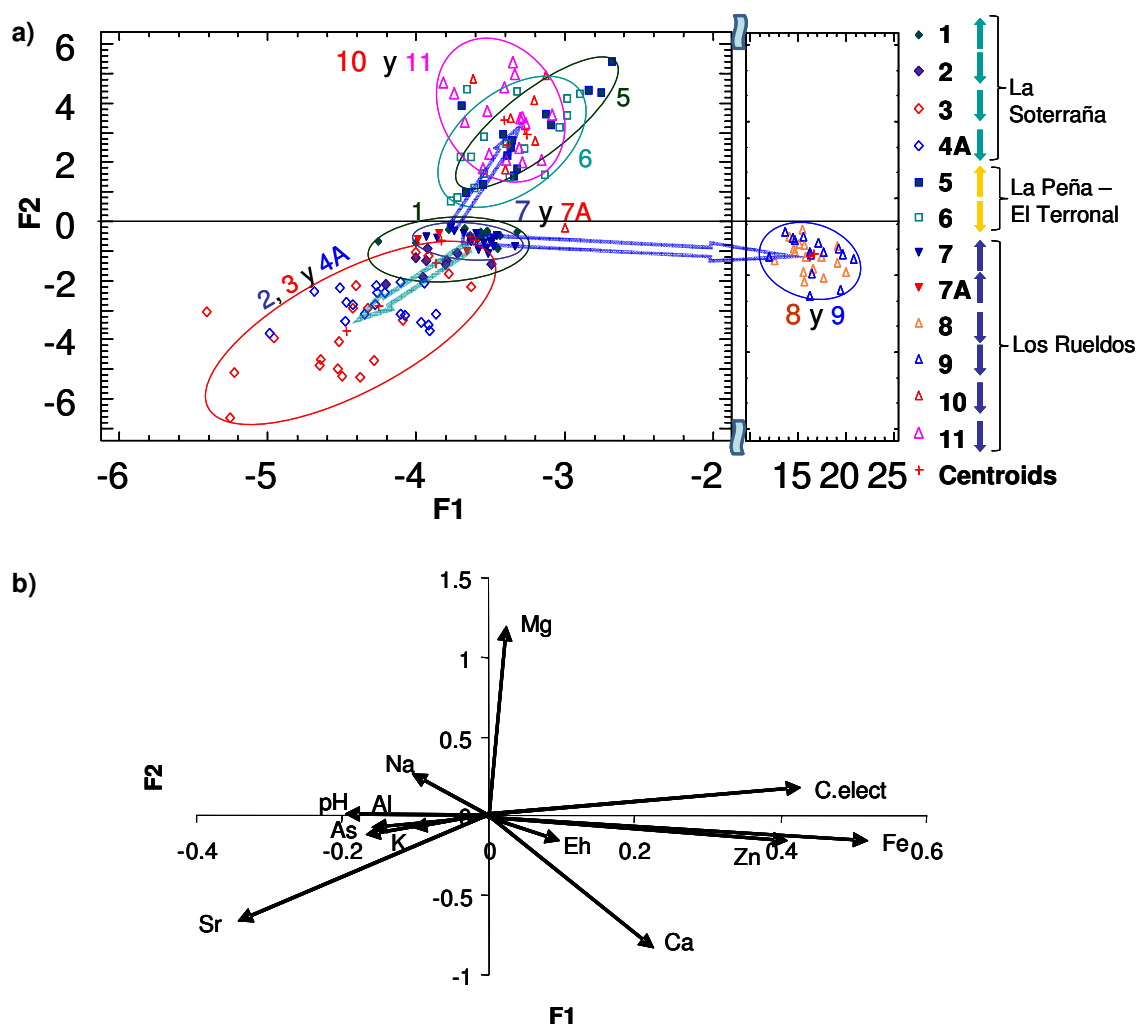 a)
F2
6
4
2
0
-2
-4
-6
-6
-5
-4
-3
-2
15
20
25
F1
10 y 11
5
6
1
7 y 7A
2, 3 y 4A
8 y 9
1
2
3
4A
5
6
7
7A
8
9
10
11
Centroids
La
Soterraña
La Peña –
El Terronal
Los Rueldos
b)
F2
1.5
1
0.5
0
-0.5
-1
-0.4
-0.2
0
0.2
0.4
0.6
Mg
Na
pH
Al
As
K
Sr
C.elect
Eh
Zn
Fe
Ca
F1